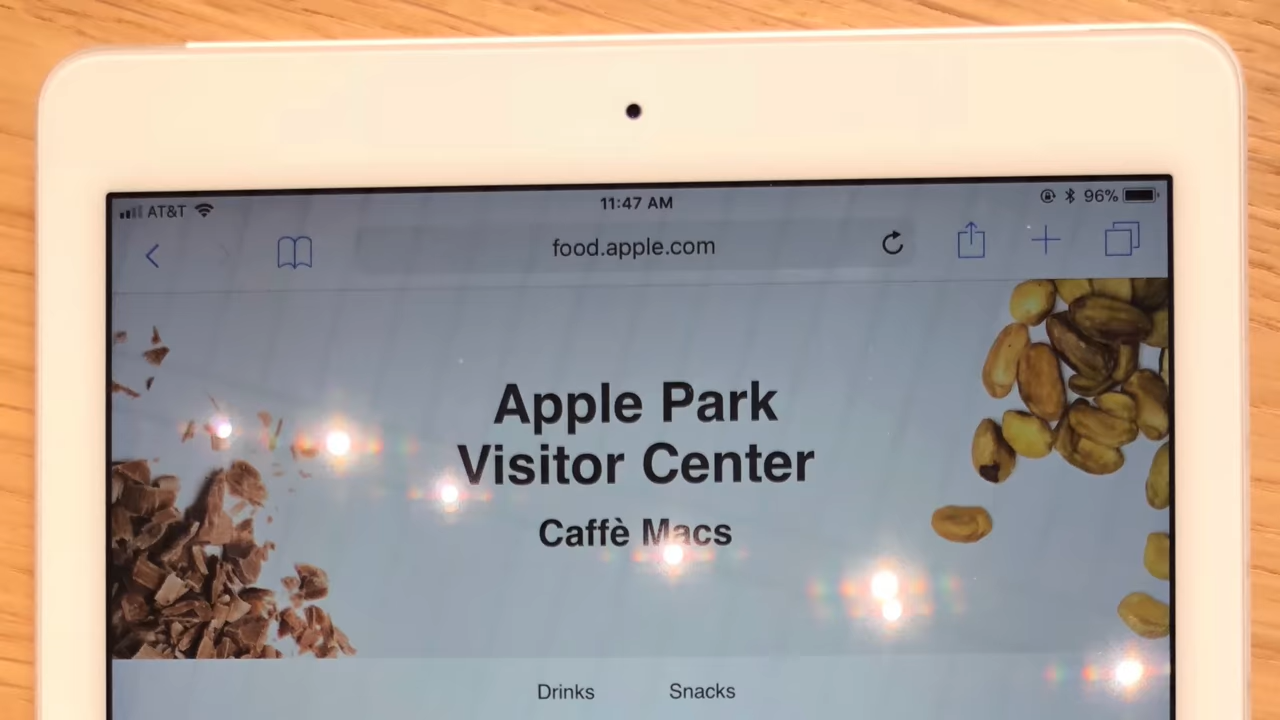 AT&T 11:47 AM 96%
food.apple.com
Apple Park
Visitor Center
Caffè Macs
Drinks Snacks